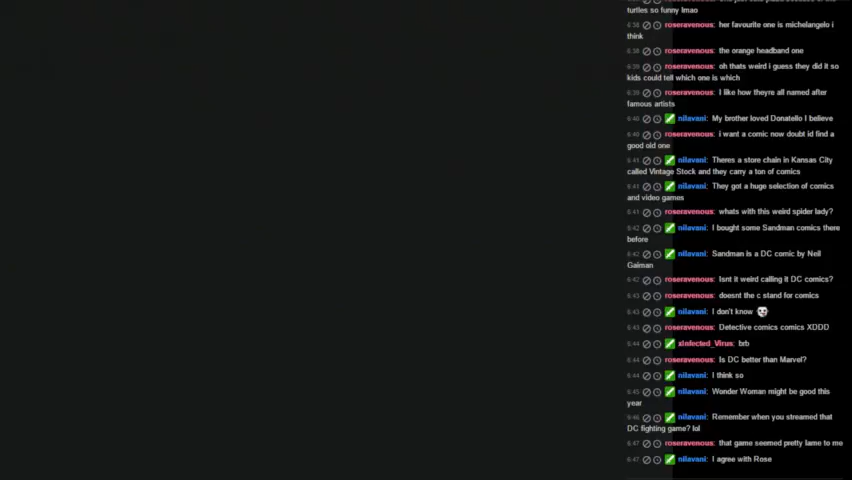 turtles so funny lmao
6:38 roseravenous: her favourite one is michelangelo i
think
6:38 roseravenous: the orange headband one
6:39 roseravenous: oh thats weird i guess they did it so
kids could tell which one is which
6:39 roseravenous: I like how theyre all named after
famous artists
6:40 nilavani: My brother loved Donatello I believe
6:40 roseravenous: i want a comic now doubt id find a
good old one
6:41 nilavani: Theres a store chain in Kansas City
called Vintage Stock and they carry a ton of comics
6:41 nilavani: They got a huge selection of comics
and video games
6:41 roseravenous: whats with this weird spider lady?
6:42 nilavani: I bought some Sandman comics there
before
6:42 nilavani: Sandman is a DC comic by Neil
Gaiman
6:42 roseravenous: Isnt it weird calling it DC comics?
6:43 roseravenous: doesnt the c stand for comics
6:43 nilavani: I don't know
6:43 roseravenous: Detective comics comics XDDD
6:44 xInfected_Virus: brb
6:44 roseravenous: Is DC better than Marvel?
6:44 nilavani: I think so
6:45 nilavani: Wonder Woman might be good this
year
6:46 nilavani: Remember when you streamed that
DC fighting game? lol
6:47 roseravenous: that game seemed pretty lame to me
6:47 nilavani: I agree with Rose